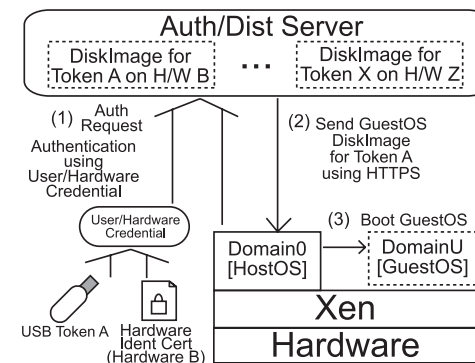 Auth/Dist Server
DiskImage for
Token A on H/W B
...
DiskImage for
Token X on H/W Z
(1) Auth
Request
Authentication
using
User/Hardware
Credential
(2) Send GuestOS
DiskImage
for Token A
using HTTPS
User/Hardware
Credential
(3) Boot GuestOS
Domain0
[HostOS]
DomainU
[GuestOS]
USB Token A
Hardware
Ident Cert
(Hardware B)
Xen
Hardware